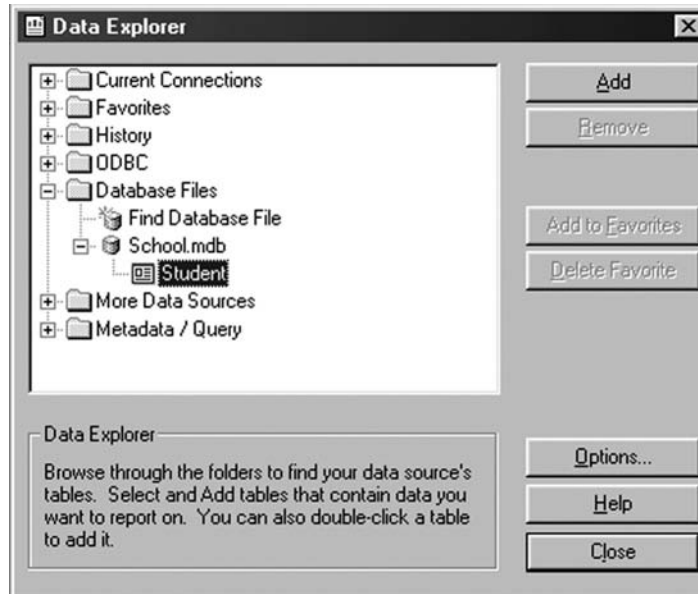 Data Explorer
Current Connections
Favorites
History
ODBC
Database Files
Find Database File
School.mdb
Student
More Data Sources
Metadata / Query
Add
Remove
Add to Favorites
Delete Favorite
Data Explorer
Browse through the folders to find your data source's
tables. Select and Add tables that contain data you
want to report on. You can also double-click a table
to add it.
Options...
Help
Close